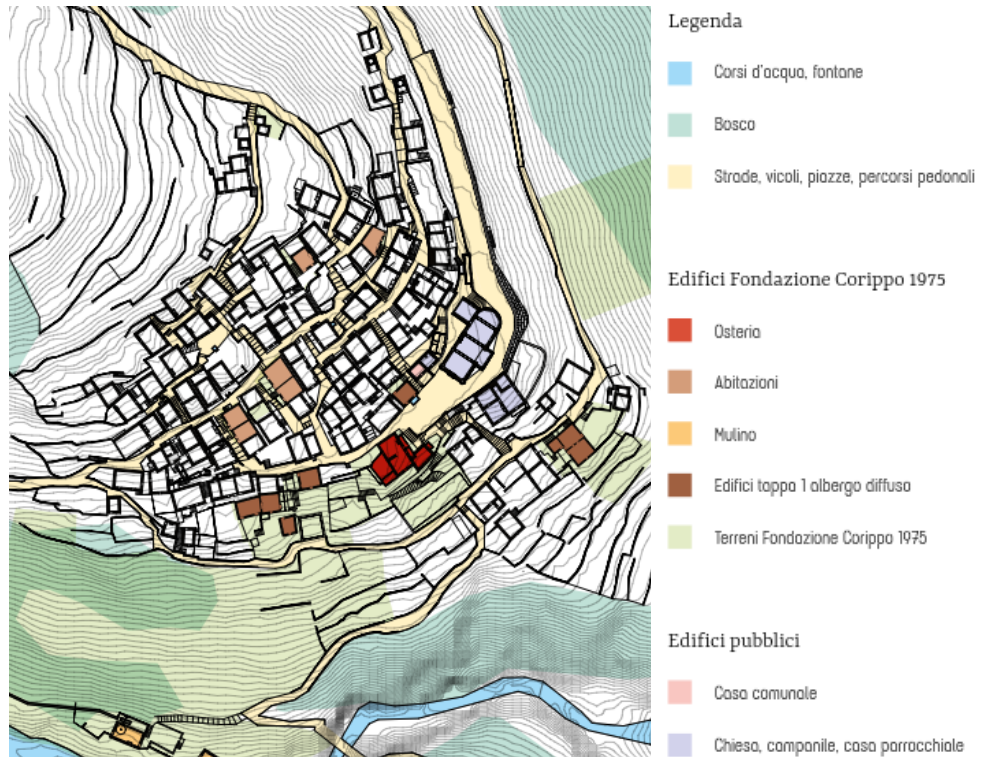 Legenda
Corsi d'acqua, fontane
Bosco
Strade, vicoli, piazze, percorsi pedonali
Edifici Fondazione Corippo 1975
Osteria
Abitazioni
Mulino
Edifici tappa 1 albergo diffuso
Terreni Fondazione Corippo 1975
Edifici pubblici
Casa comunale
Chiesa, campanile, casa parrocchiale